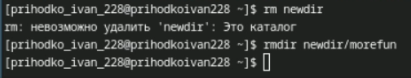 [prihodko_ivan_228@prihodkoivan228 ~]$ rm newdir
rm: невозможно удалить 'newdir': Это каталог
[prihodko_ivan_228@prihodkoivan228 ~]$ rmdir newdir/morefun
[prihodko_ivan_228@prihodkoivan228 ~]$